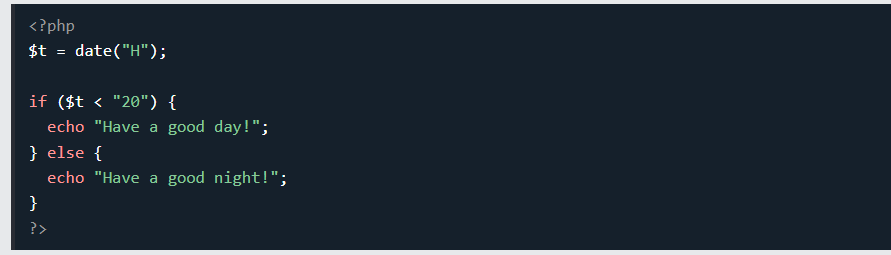 <?php
$t = date("H");

if ($t < "20") {
  echo "Have a good day!";
} else {
  echo "Have a good night!";
}
?>